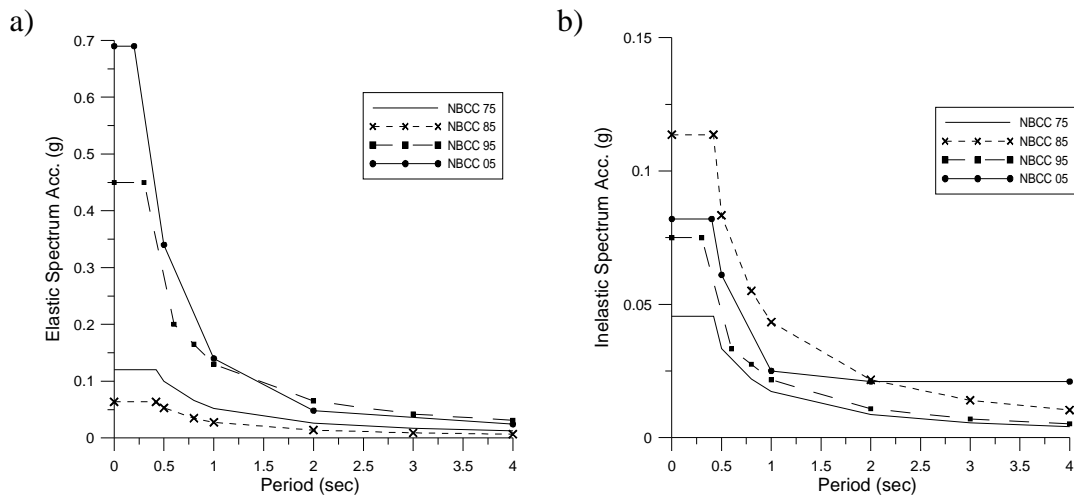 a)
0.7
0.6
0.5
0.4
0.3
0.2
0.1
0
Elastic Spectrum Acc. (g)
NBCC 75
NBCC 85
NBCC 95
NBCC 05
0 0.5 1 1.5 2 2.5 3 3.5 4
Period (sec)
b)
0.15
0.1
0.05
0
Inelastic Spectrum Acc. (g)
NBCC 75
NBCC 85
NBCC 95
NBCC 05
0 0.5 1 1.5 2 2.5 3 3.5 4
Period (sec)